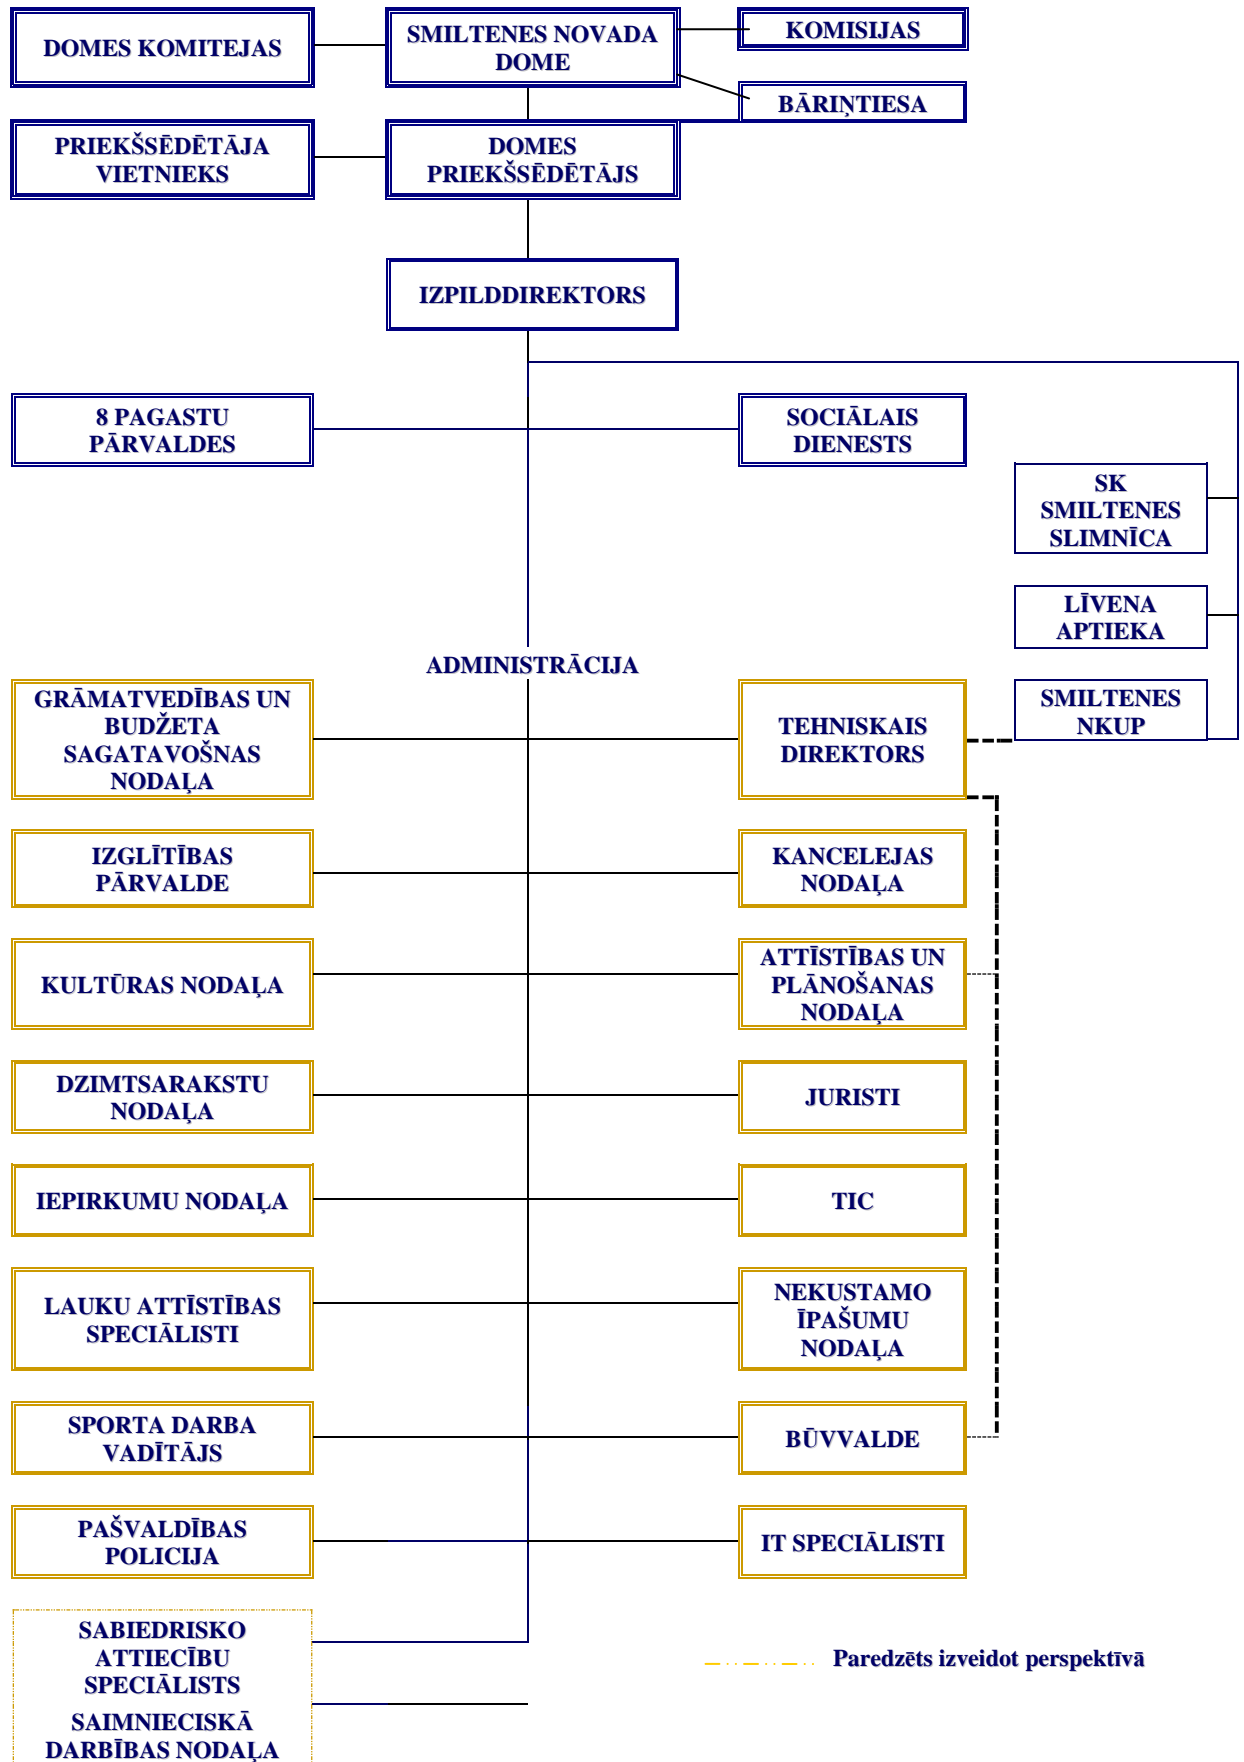 DOMES KOMITEJAS
SMILTENES NOVADA
DOME
KOMISIJAS
BĀRIŅTIESA
PRIEKŠSĒDĒTĀJA
VIETNIEKS
DOMES
PRIEKŠSĒDĒTĀJS
IZPILDDIREKTORS
8 PAGASTU
PĀRVALDES
SOCIĀLAIS
DIENESTS
SK
SMILTENES
SLIMNĪCA
LĪVENA
APTIEKA
ADMINISTRĀCIJA
GRĀMATVEDĪBAS UN
BUDŽETA
SAGATAVOŠNAS
NODAĻA
TEHNISKAIS
DIREKTORS
SMILTENES
NKUP
IZGLĪTĪBAS
PĀRVALDE
KANCELEJAS
NODAĻA
KULTŪRAS NODAĻA
ATTĪSTĪBAS UN
PLĀNOŠANAS
NODAĻA
DZIMTSARAKSTU
NODAĻA
JURISTI
IEPIRKUMU NODAĻA
TIC
LAUKU ATTĪSTĪBAS
SPECIĀLISTI
NEKUSTAMO
ĪPAŠUMU
NODAĻA
SPORTA DARBA
VADĪTĀJS
BŪVVALDE
PAŠVALDĪBAS
POLICIJA
IT SPECIĀLISTI
SABIEDRISKO
ATTIECĪBU
SPECIĀLISTS
SAIMNIECISKĀ
DARBĪBAS NODAĻA
Paredzēts izveidot perspektīvā